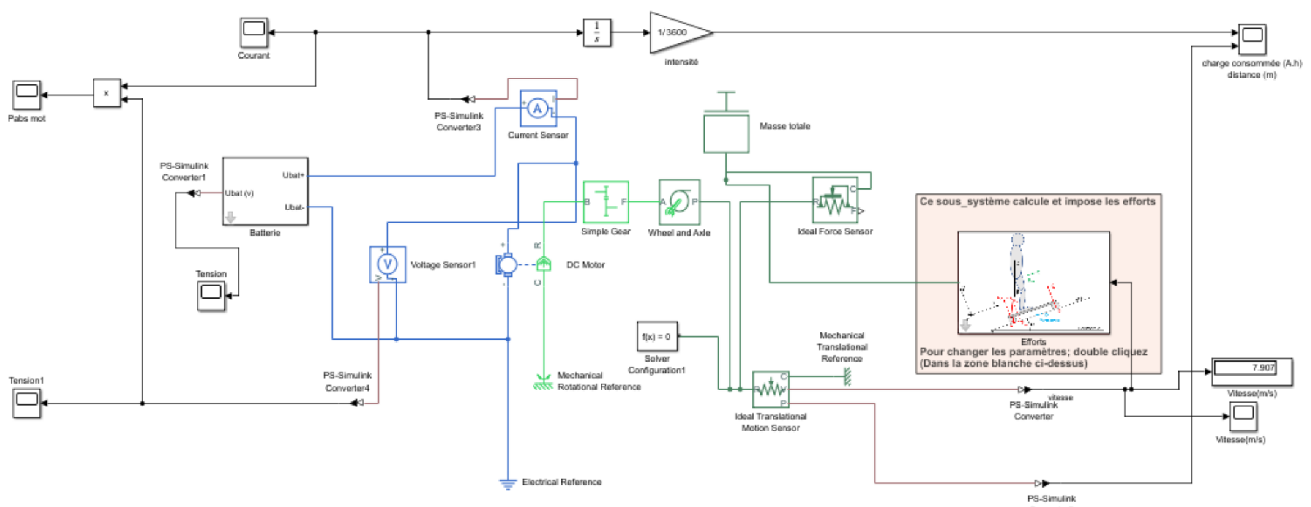 Courant
1
s
1/3600
intensité
charge consommée (A.h)
distance (m)
Pabs mot
x
PS-Simulink
Converter3
+
A
I
-
Current Sensor
Masse totale
PS-Simulink
Converter1
Ubat (v)
Ubat+
Ubat-
Batterie
Tension
+
V
V
-
Voltage Sensor1
+
-
R
C
DC Motor
B
F
Simple Gear
A
P
Wheel and Axle
R
C
F
Ideal Force Sensor
Ce sous_système calcule et impose les efforts
Efforts
Pour changer les paramètres; double cliquez
(Dans la zone blanche ci-dessus)
f(x) = 0
Solver
Configuration1
Mechanical
Translational
Reference
Mechanical
Rotational Reference
R
C
V
P
Ideal Translational
Motion Sensor
vitesse
PS-Simulink
Converter
7.907
Vitesse(m/s)
Vitesse(m/s)
Tension1
PS-Simulink
Converter4
Electrical Reference
PS-Simulink